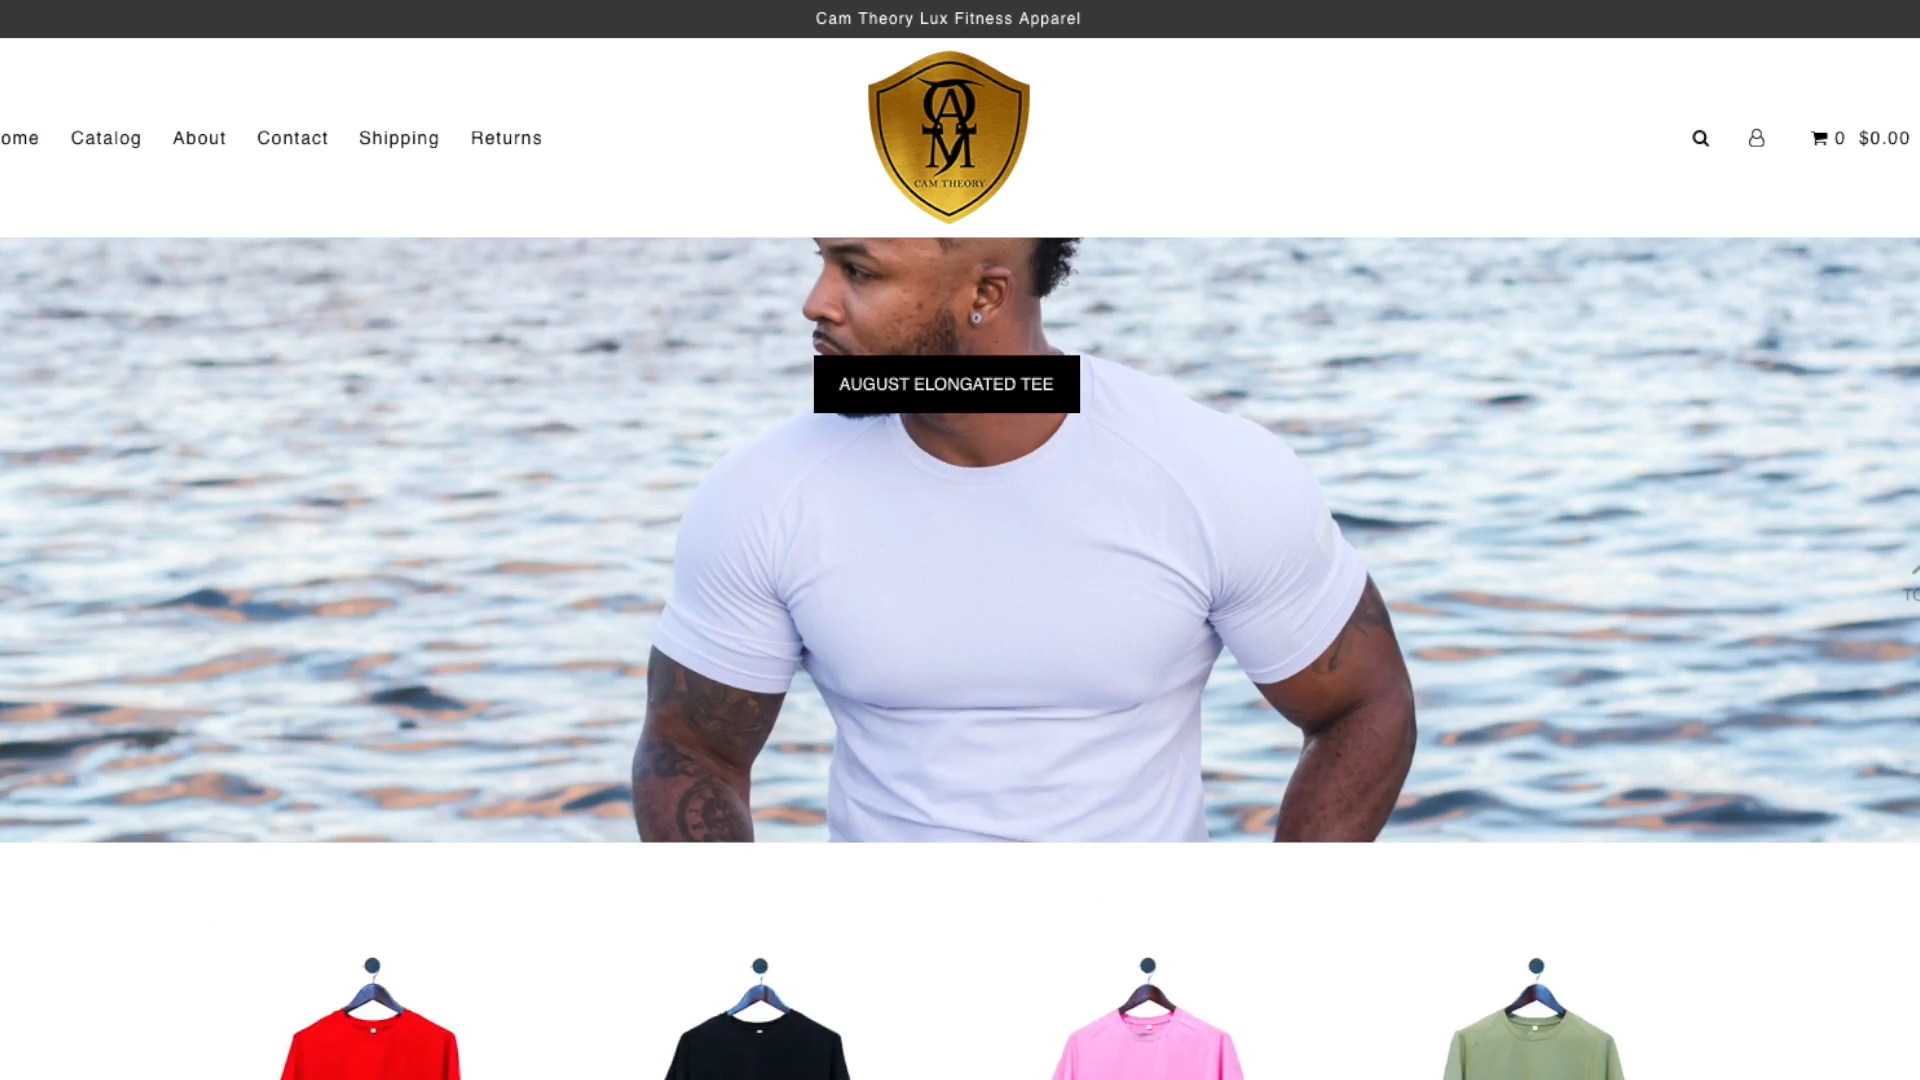 Cam Theory Lux Fitness Apparel
ome Catalog About Contact Shipping Returns
CAM THEORY
0 $0.00
AUGUST ELONGATED TEE